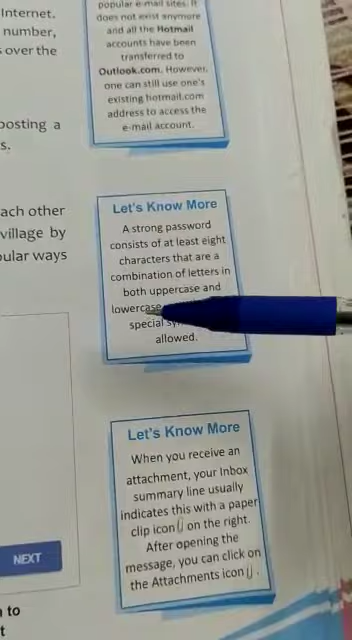 Internet.
number,
over the
posting a
s.
ach other
village by
ular ways
popular e-mail sites. It
does not exist anymore
and all the Hotmail
accounts have been
transferred to
Outlook.com. However,
one can still use one's
existing hotmail.com
address to access the
e-mail account.
Let's Know More
A strong password
consists of at least eight
characters that are a
combination of letters in
both uppercase and
lowercase
special
allowed.
NEXT
to
t
Let's Know More
When you receive an
attachment, your Inbox
summary line usually
indicates this with a paper
clip icon on the right.
After opening the
message, you can click on
the Attachments icon .